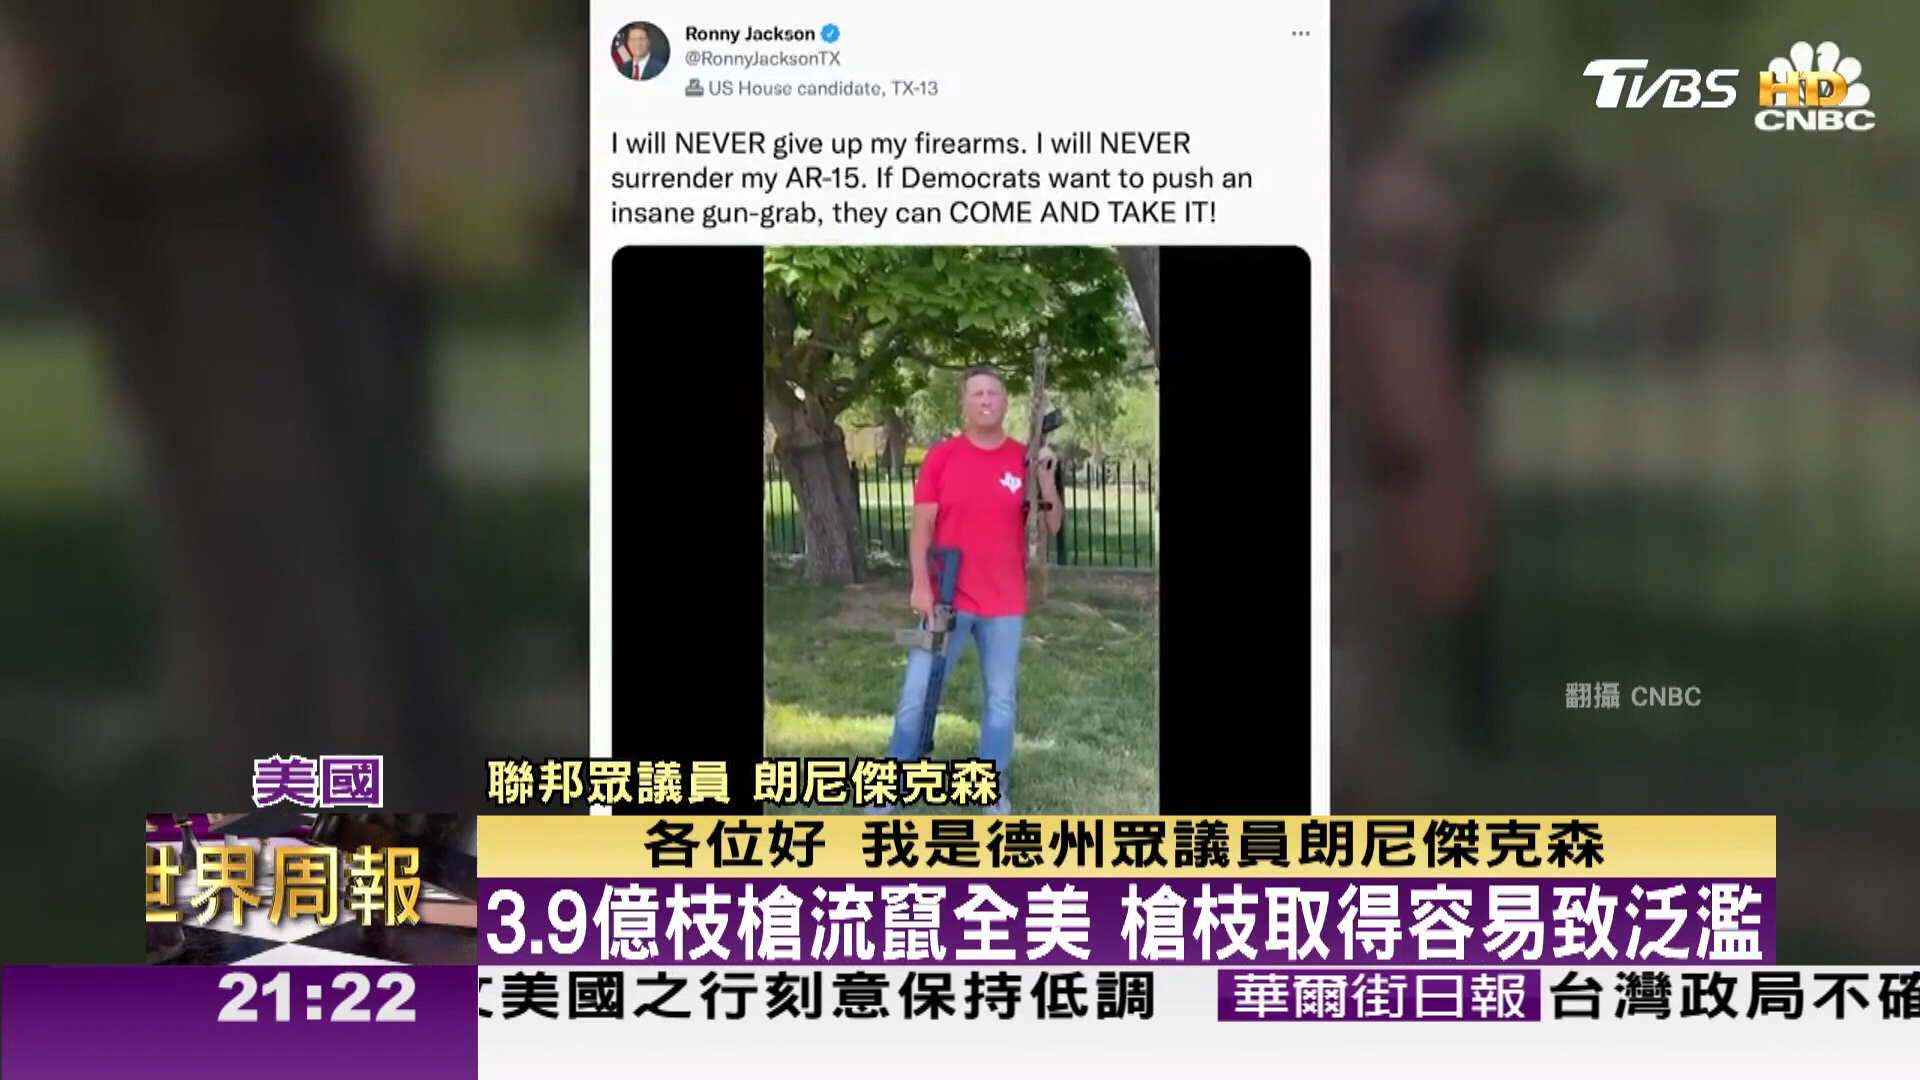 Ronny Jackson
@RonnyJacksonTX
US House candidate, TX-13
I will NEVER give up my firearms. I will NEVER
surrender my AR-15. If Democrats want to push an
insane gun-grab, they can COME AND TAKE IT!
TVBS HD
CNBC
翻攝 CNBC
美國
聯邦眾議員 朗尼傑克森
世界周報
各位好 我是德州眾議員朗尼傑克森
3.9億枝槍流竄全美 槍枝取得容易致泛濫
21:22
美國之行刻意保持低調 華爾街日報 台灣政局不確